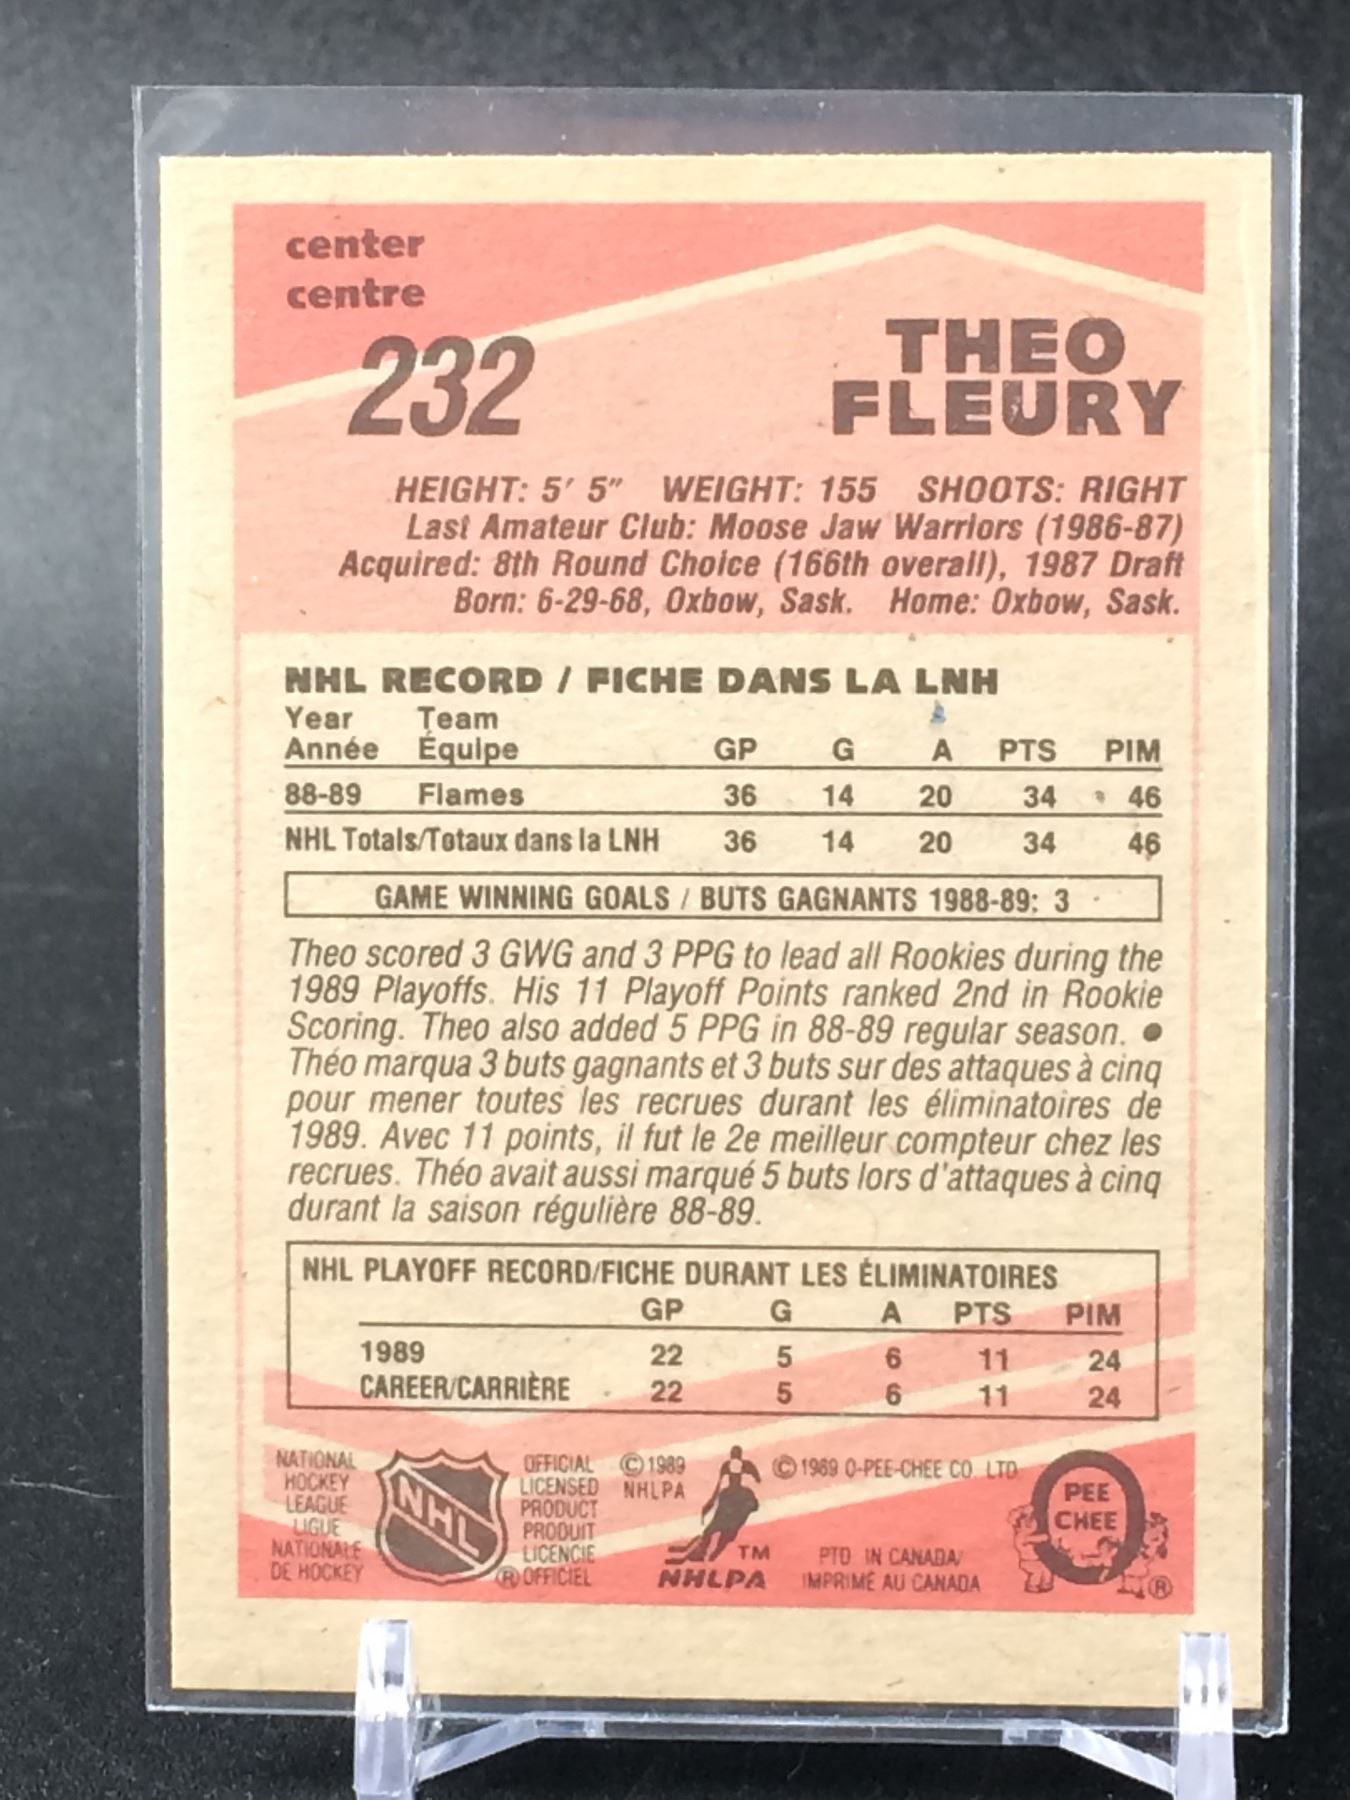 center
centre
232
THEO
FLEURY
HEIGHT: 5' 5" WEIGHT: 155 SHOOTS: RIGHT
Last Amateur Club: Moose Jaw Warriors (1986-87)
Acquired: 8th Round Choice (166th overall), 1987 Draft
Born: 6-29-68, Oxbow, Sask. Home: Oxbow, Sask.
NHL RECORD / FICHE DANS LA LNH
Year Team
Année Équipe GP G A PTS PIM
88-89 Flames 36 14 20 34 46
NHL Totals/Totaux dans la LNH 36 14 20 34 46
GAME WINNING GOALS / BUTS GAGNANTS 1988-89: 3
Theo scored 3 GWG and 3 PPG to lead all Rookies during the
1989 Playoffs. His 11 Playoff Points ranked 2nd in Rookie
Scoring. Theo also added 5 PPG in 88-89 regular season. ●
Théo marqua 3 buts gagnants et 3 buts sur des attaques à cinq
pour mener toutes les recrues durant les éliminatoires de
1989. Avec 11 points, il fut le 2e meilleur compteur chez les
recrues. Théo avait aussi marqué 5 buts lors d'attaques à cinq
durant la saison régulière 88-89.
NHL PLAYOFF RECORD/FICHE DURANT LES ÉLIMINATOIRES
GP G A PTS PIM
1989 22 5 6 11 24
CAREER/CARRIÈRE 22 5 6 11 24
NATIONAL
HOCKEY
LEAGUE
LIGUE
NATIONALE
DE HOCKEY
NHL
®
OFFICIAL
LICENSED
PRODUCT
PRODUIT
LICENCIE
OFFICIEL
©1989
NHLPA
TM
NHLPA
©1989 O-PEE-CHEE CO LTD
PTD IN CANADA/
IMPRIMÉ AU CANADA
O
PEE
CHEE
®